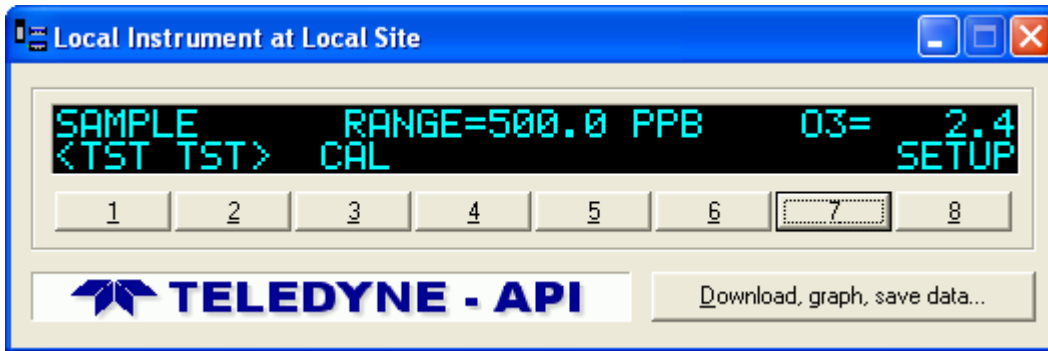 Local Instrument at Local Site
SAMPLE RANGE=500.0 PPB O3= 2.4
<TST TST> CAL SETUP
1 2 3 4 5 6 7 8
TELEDYNE - API
Download, graph, save data...